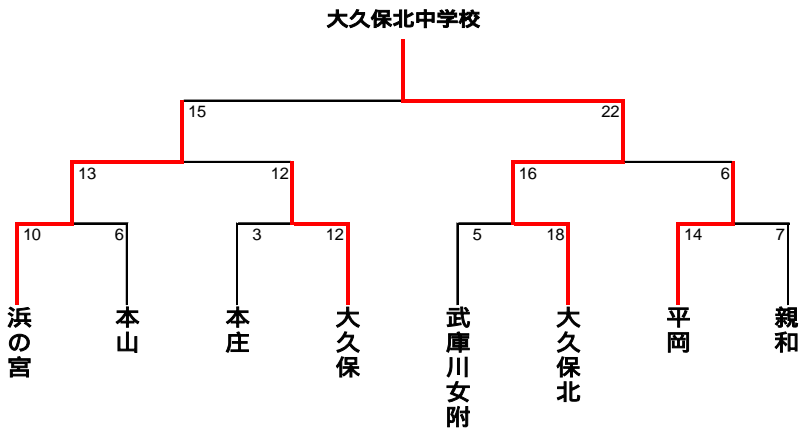 大久保北中学校
15 22
13 12 16 6
10 6 3 12 5 18 14 7
浜の宮
本山
本庄
大久保
武庫川女附
大久保北
平岡
親和